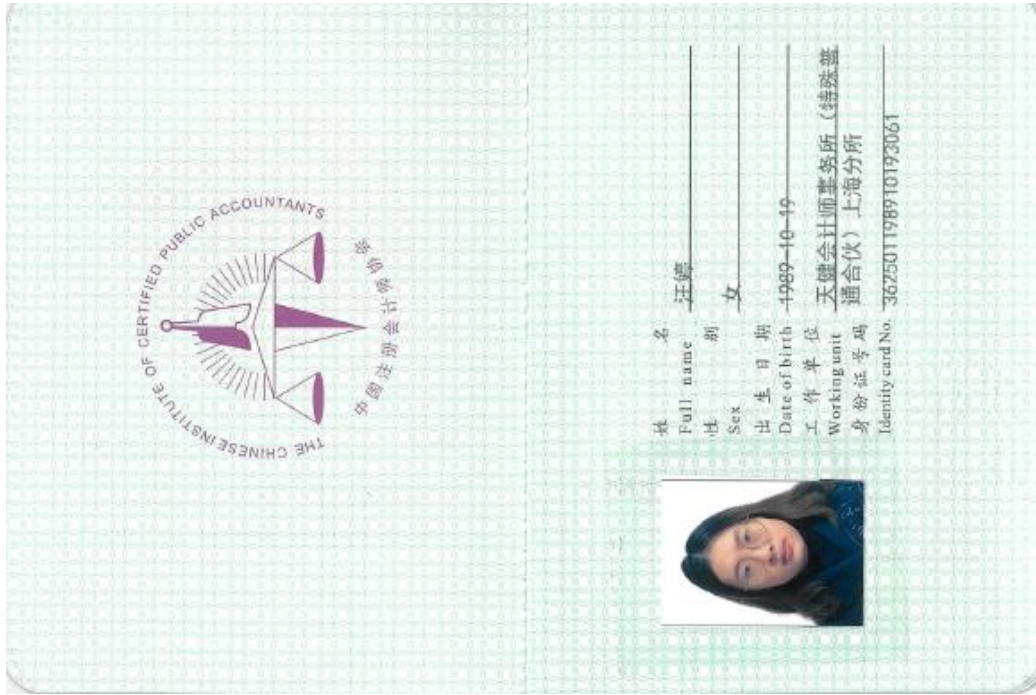 THE CHINESE INSTITUTE OF CERTIFIED PUBLIC ACCOUNTANTS
中国注册会计师协会
姓 名 汪婷
Full name
性 别 女
Sex
出 生 日 期 1989-10-19
Date of birth
工 作 单 位 天健会计师事务所（特殊普
Working unit 通合伙）上海分所
身 份 证 号 码 362501198910193061
Identity card No.